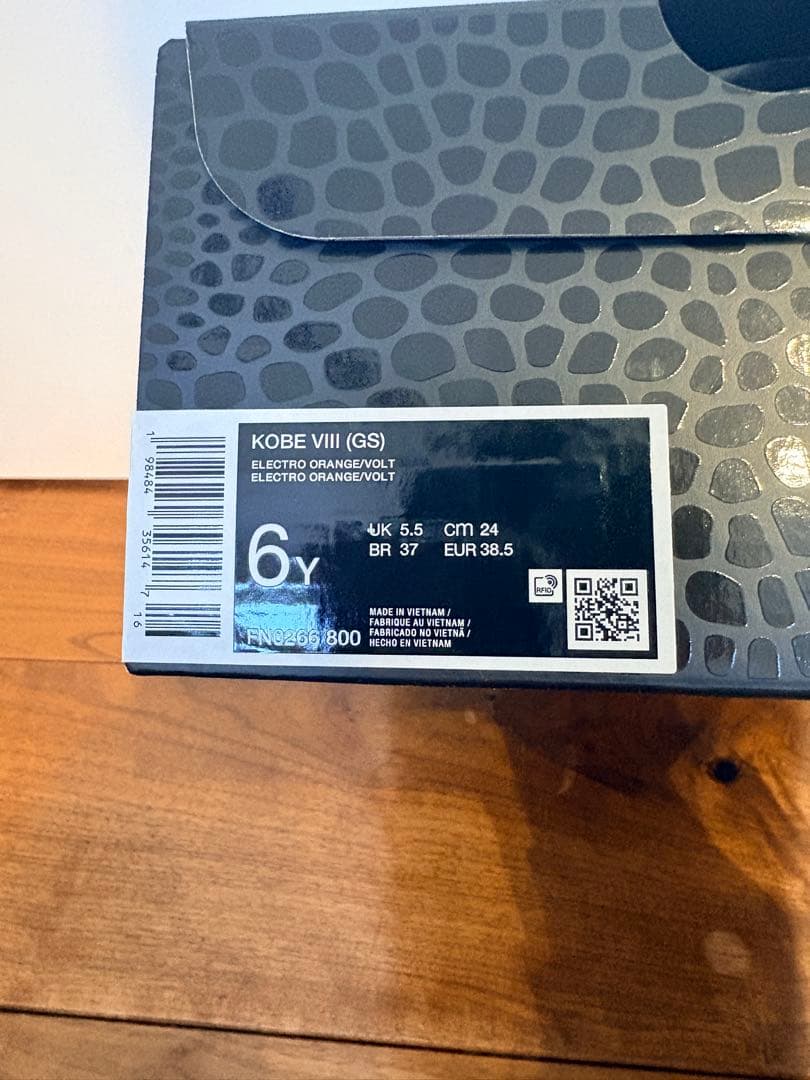 KOBE VIII (GS)
ELECTRO ORANGE/VOLT
ELECTRO ORANGE/VOLT
6Y
UK 5.5 cm 24
BR 37 EUR 38.5
RFID
FN0266 800
MADE IN VIETNAM /
FABRIQUE AU VIETNAM /
FABRICADO NO VIETNÃ /
HECHO EN VIETNAM
1 98484 35614 7 16